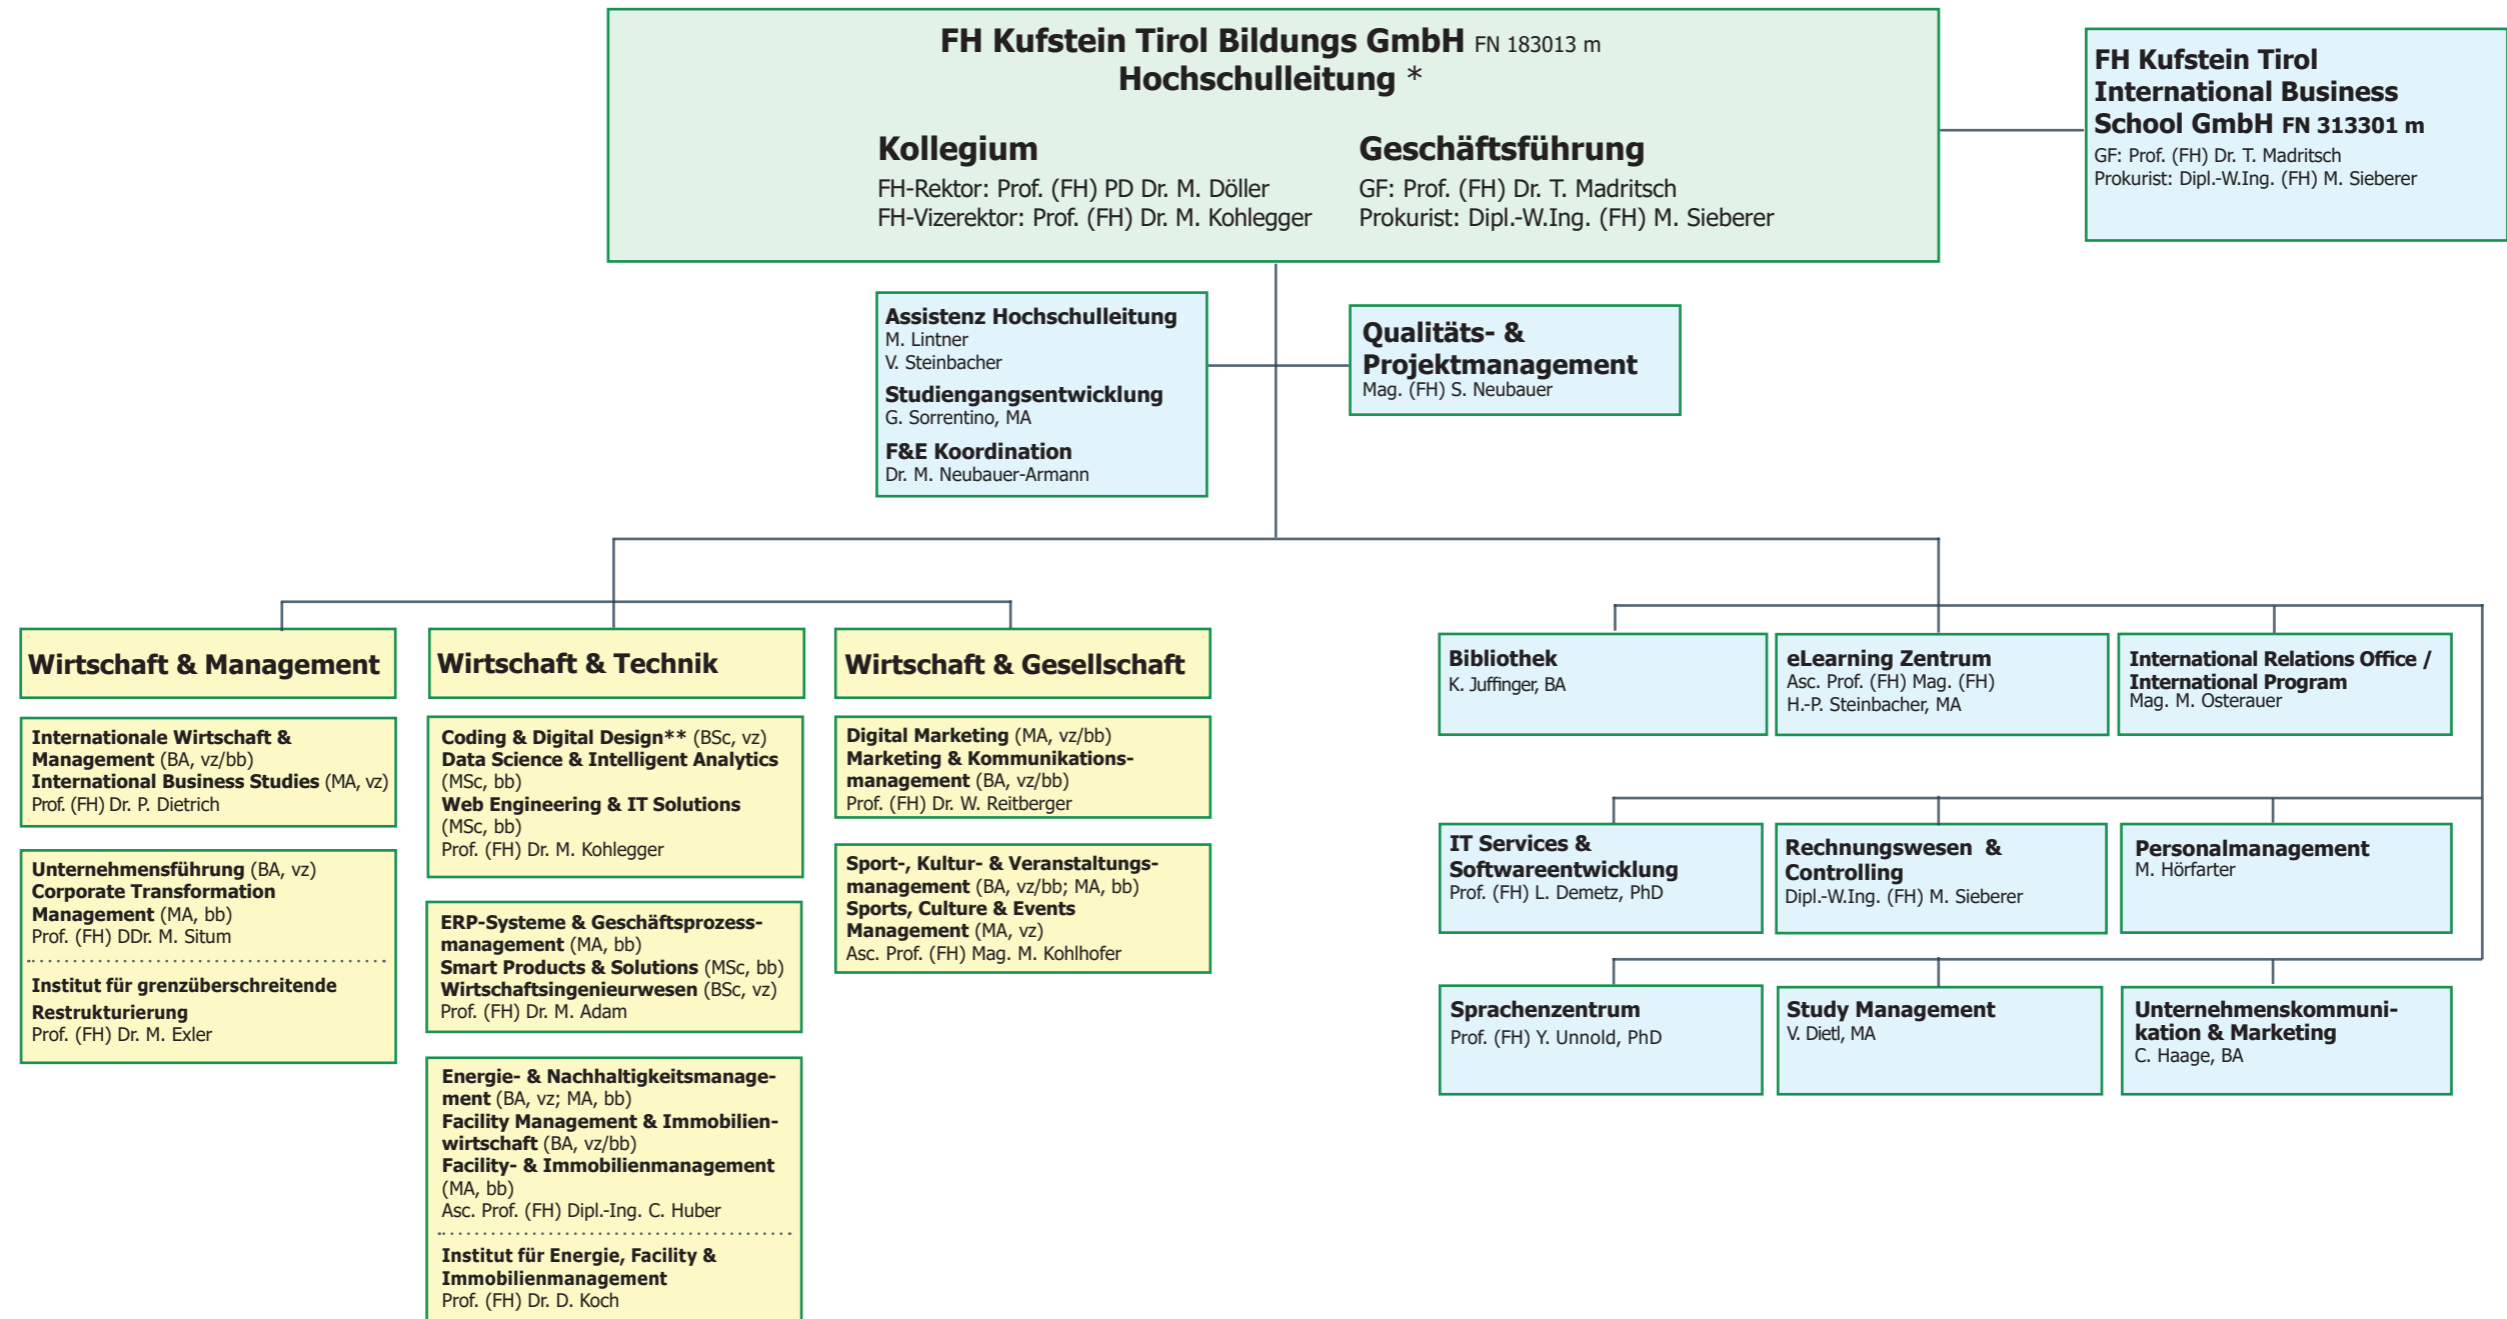 FH Kufstein Tirol Bildungs GmbH FN 183013 m
Hochschulleitung *
Kollegium
FH-Rektor: Prof. (FH) PD Dr. M. Döller
FH-Vizerektor: Prof. (FH) Dr. M. Kohlegger
Geschäftsführung
GF: Prof. (FH) Dr. T. Madritsch
Prokurist: Dipl.-W.Ing. (FH) M. Sieberer
FH Kufstein Tirol
International Business
School GmbH FN 313301 m
GF: Prof. (FH) Dr. T. Madritsch
Prokurist: Dipl.-W.Ing. (FH) M. Sieberer
Assistenz Hochschulleitung
M. Lintner
V. Steinbacher
Studiengangsentwicklung
G. Sorrentino, MA
F&E Koordination
Dr. M. Neubauer-Armann
Qualitäts- &
Projektmanagement
Mag. (FH) S. Neubauer
Wirtschaft & Management
Internationale Wirtschaft &
Management (BA, vz/bb)
International Business Studies (MA, vz)
Prof. (FH) Dr. P. Dietrich
Unternehmensführung (BA, vz)
Corporate Transformation
Management (MA, bb)
Prof. (FH) DDr. M. Situm
Institut für grenzüberschreitende
Restrukturierung
Prof. (FH) Dr. M. Exler
Wirtschaft & Technik
Coding & Digital Design** (BSc, vz)
Data Science & Intelligent Analytics
(MSc, bb)
Web Engineering & IT Solutions
(MSc, bb)
Prof. (FH) Dr. M. Kohlegger
ERP-Systeme & Geschäftsprozess-
management (MA, bb)
Smart Products & Solutions (MSc, bb)
Wirtschaftsingenieurwesen (BSc, vz)
Prof. (FH) Dr. M. Adam
Energie- & Nachhaltigkeitsmanage-
ment (BA, vz; MA, bb)
Facility Management & Immobilien-
wirtschaft (BA, vz/bb)
Facility- & Immobilienmanagement
(MA, bb)
Asc. Prof. (FH) Dipl.-Ing. C. Huber
Institut für Energie, Facility &
Immobilienmanagement
Prof. (FH) Dr. D. Koch
Wirtschaft & Gesellschaft
Digital Marketing (MA, vz/bb)
Marketing & Kommunikations-
management (BA, vz/bb)
Prof. (FH) Dr. W. Reitberger
Sport-, Kultur- & Veranstaltungs-
management (BA, vz/bb; MA, bb)
Sports, Culture & Events
Management (MA, vz)
Asc. Prof. (FH) Mag. M. Kohlhofer
Bibliothek
K. Juffinger, BA
eLearning Zentrum
Asc. Prof. (FH) Mag. (FH)
H.-P. Steinbacher, MA
International Relations Office /
International Program
Mag. M. Osterauer
IT Services &
Softwareentwicklung
Prof. (FH) L. Demetz, PhD
Rechnungswesen &
Controlling
Dipl.-W.Ing. (FH) M. Sieberer
Personalmanagement
M. Hörfarter
Sprachenzentrum
Prof. (FH) Y. Unnold, PhD
Study Management
V. Dietl, MA
Unternehmenskommuni-
kation & Marketing
C. Haage, BA